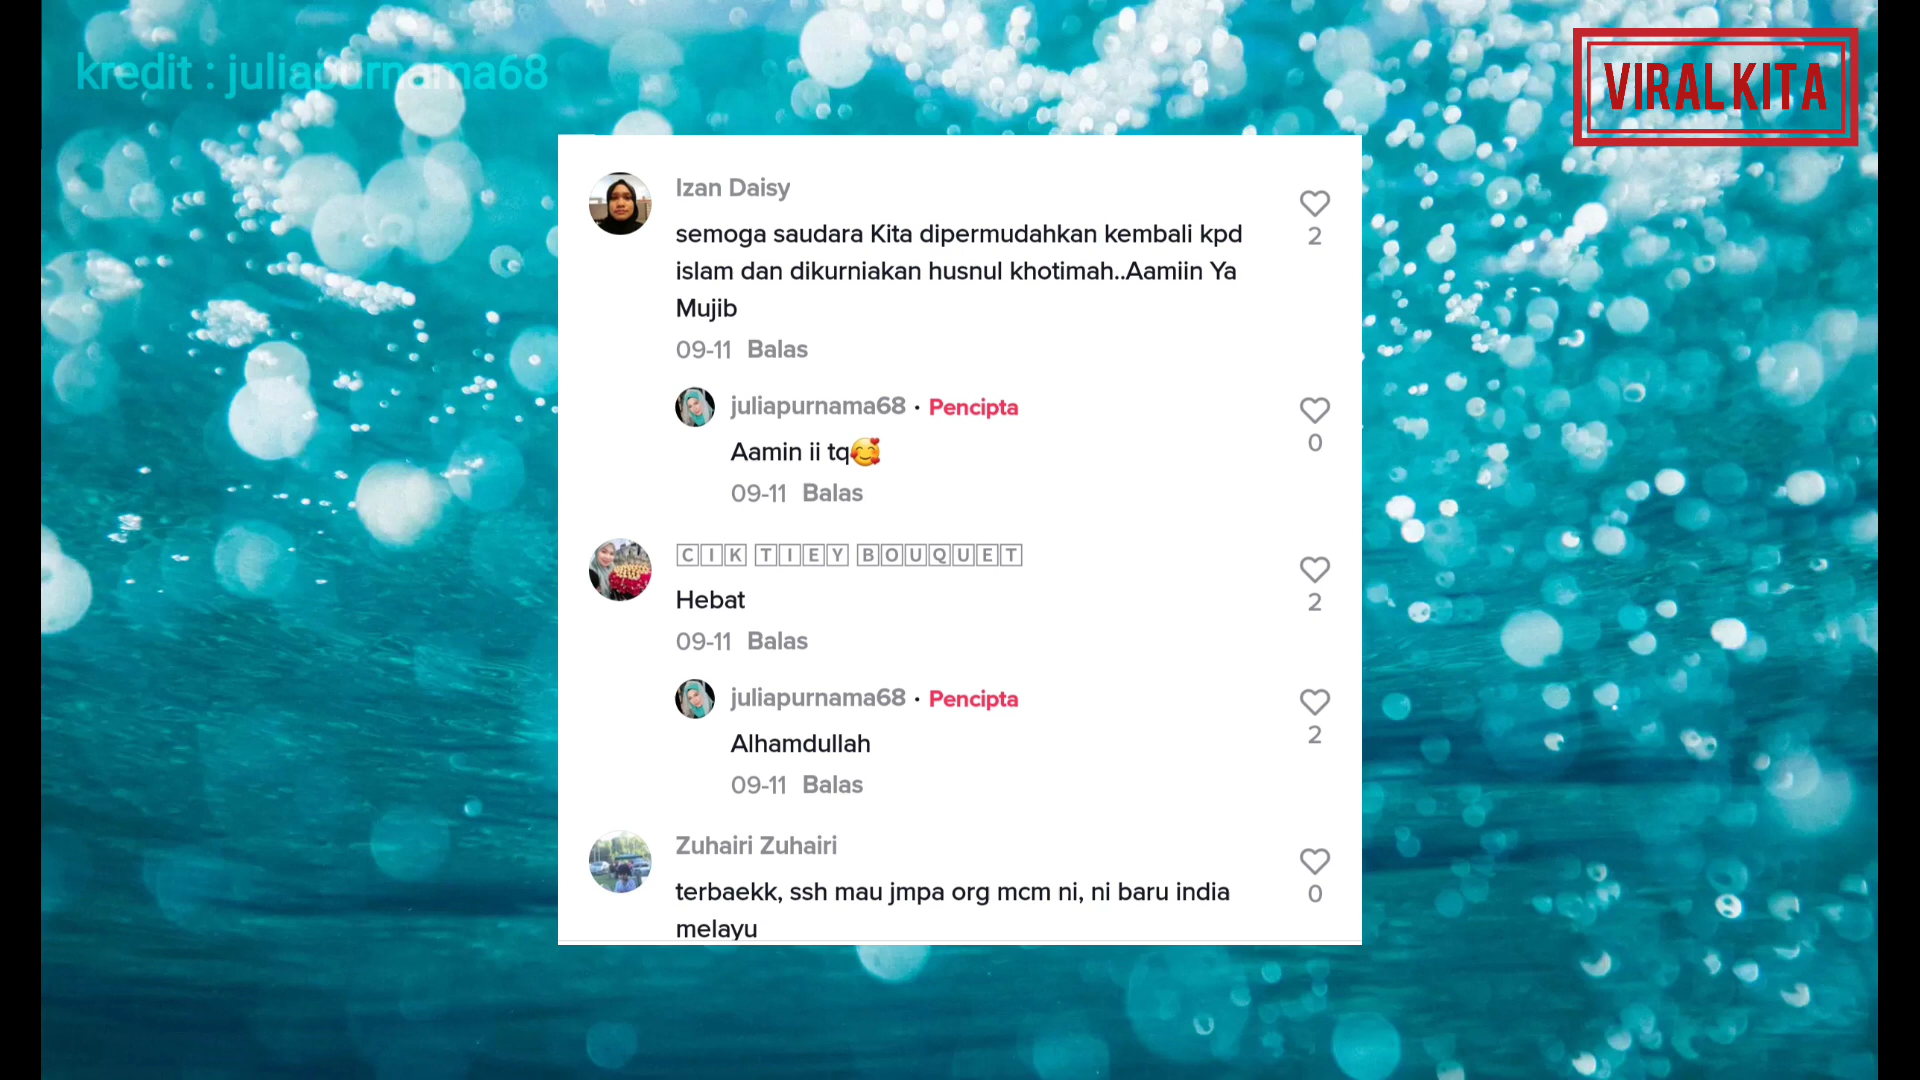 kredit : juliapurnama68
VIRAL KITA
Izan Daisy
semoga saudara Kita dipermudahkan kembali kpd
islam dan dikurniakan husnul khotimah..Aamiin Ya
Mujib
2
09-11 Balas
juliapurnama68 · Pencipta
Aamin ii tq🥰
0
09-11 Balas
🄲🄸🄺 🅃🄸🄴🅈 🄱🄾🅄🅀🅄🄴🅃
Hebat
2
09-11 Balas
juliapurnama68 · Pencipta
Alhamdullah
2
09-11 Balas
Zuhairi Zuhairi
terbaekk, ssh mau jmpa org mcm ni, ni baru india
melayu
0